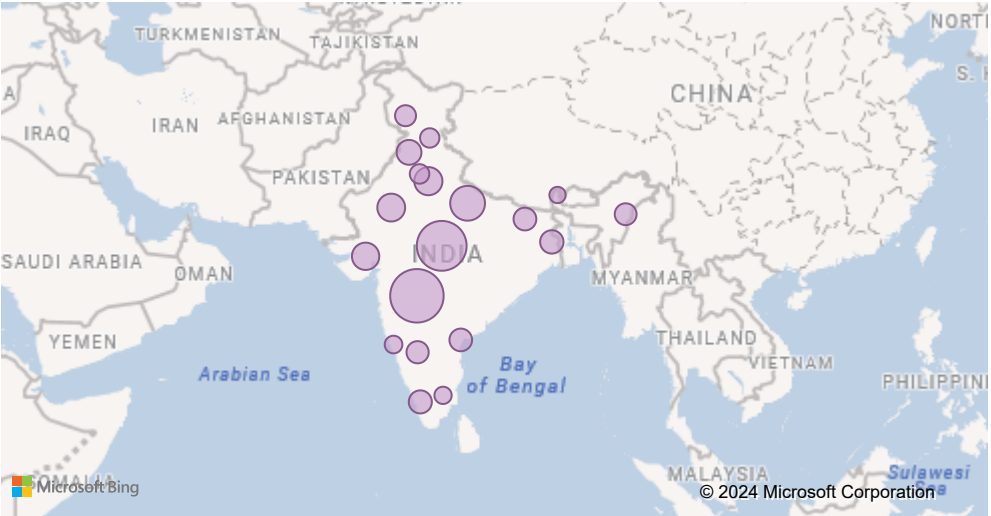 TURKMENISTAN
TAJIKISTAN
NORTH
S. K
CHINA
A
IRAQ
IRAN
AFGHANISTAN
PAKISTAN
INDIA
SAUDI ARABIA
OMAN
MYANMAR
YEMEN
THAILAND
VIETNAM
Arabian Sea
Bay
of Bengal
PHILIPPIN
SOMALIA
MALAYSIA
Sulawesi
Sea
Microsoft Bing
© 2024 Microsoft Corporation